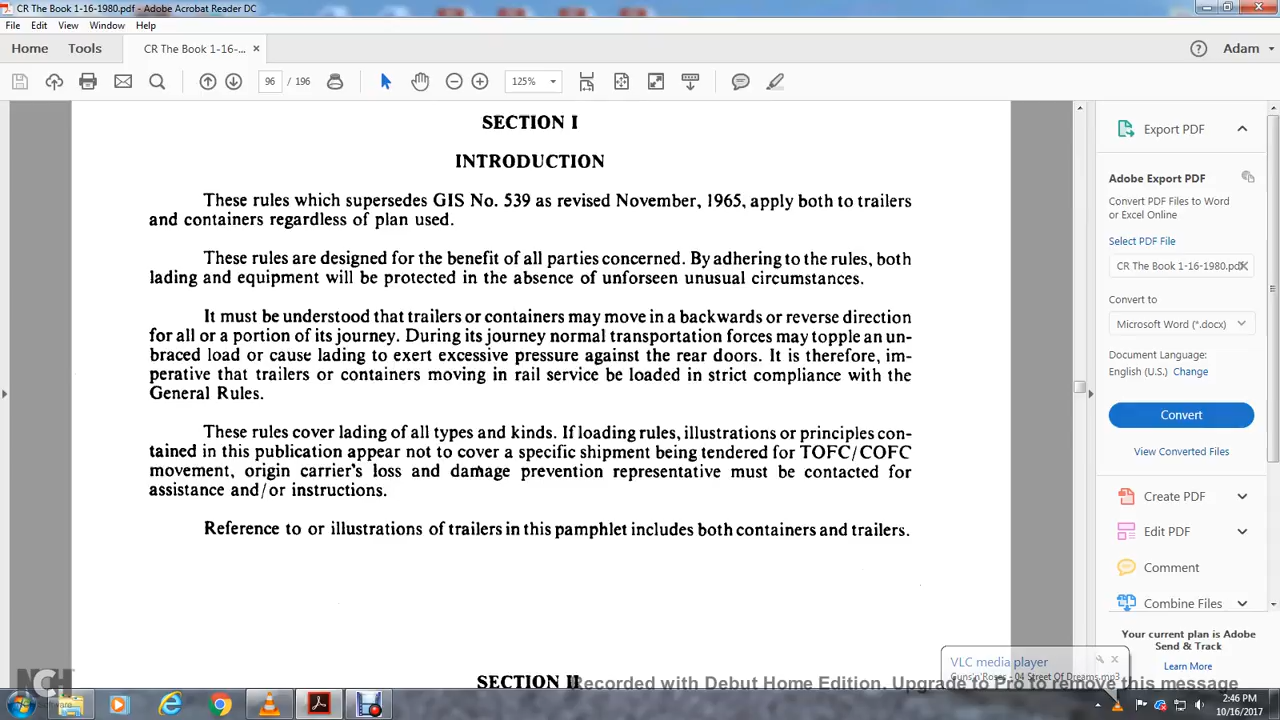 CR The Book 1-16-1980.pdf - Adobe Acrobat Reader DC
File Edit View Window Help
Home Tools CR The Book 1-16-... × Adam
96 / 196 125%
SECTION I
INTRODUCTION
These rules which supersedes GIS No. 539 as revised November, 1965, apply both to trailers
and containers regardless of plan used.
These rules are designed for the benefit of all parties concerned. By adhering to the rules, both
lading and equipment will be protected in the absence of unforseen unusual circumstances.
It must be understood that trailers or containers may move in a backwards or reverse direction
for all or a portion of its journey. During its journey normal transportation forces may topple an un-
braced load or cause lading to exert excessive pressure against the rear doors. It is therefore, im-
perative that trailers or containers moving in rail service be loaded in strict compliance with the
General Rules.
These rules cover lading of all types and kinds. If loading rules, illustrations or principles con-
tained in this publication appear not to cover a specific shipment being tendered for TOFC/COFC
movement, origin carrier's loss and damage prevention representative must be contacted for
assistance and/or instructions.
Reference to or illustrations of trailers in this pamphlet includes both containers and trailers.
SECTION II
Export PDF
Adobe Export PDF
Convert PDF Files to Word
or Excel Online
Select PDF File
CR The Book 1-16-1980.pdf
Convert to
Microsoft Word (*.docx)
Document Language:
English (U.S.) Change
Convert
View Converted Files
Create PDF
Edit PDF
Comment
Combine Files
Your current plan is Adobe
Send & Track
Learn More
VLC media player
Guns n' Roses - 04 Street Of Dreams.mp3
NCH Software
Recorded with Debut Home Edition. Upgrade to Pro to remove this message
2:46 PM
10/16/2017